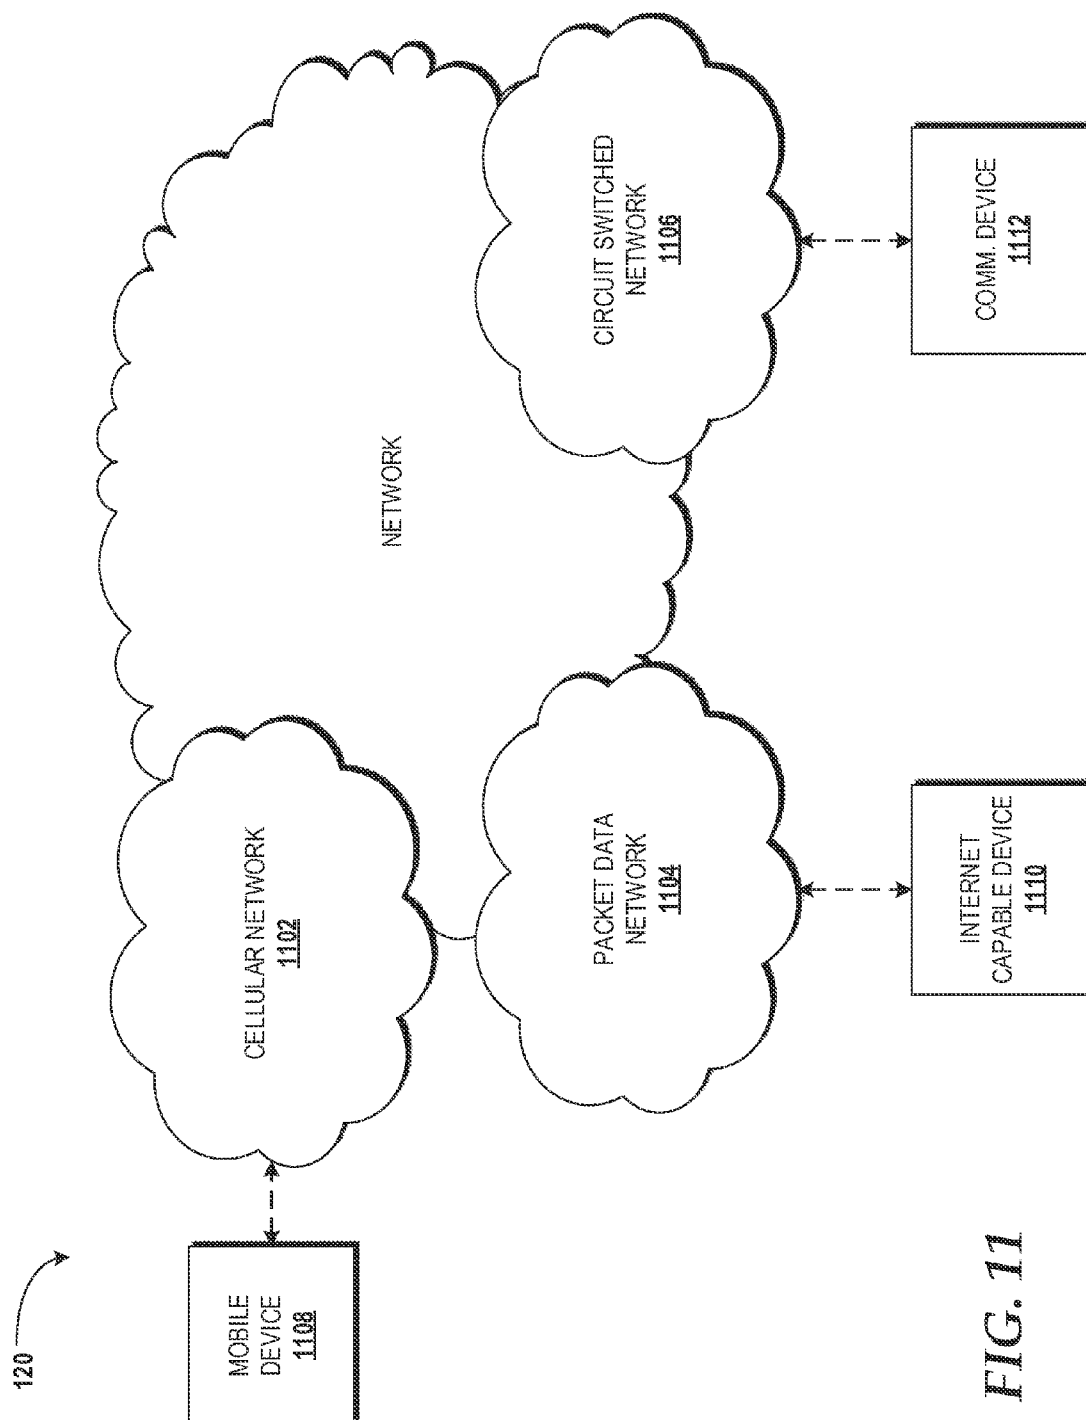 120
MOBILE
DEVICE
1108
CELLULAR NETWORK
1102
NETWORK
PACKET DATA
NETWORK
1104
CIRCUIT SWITCHED
NETWORK
1106
INTERNET
CAPABLE DEVICE
1110
COMM. DEVICE
1112
FIG. 11